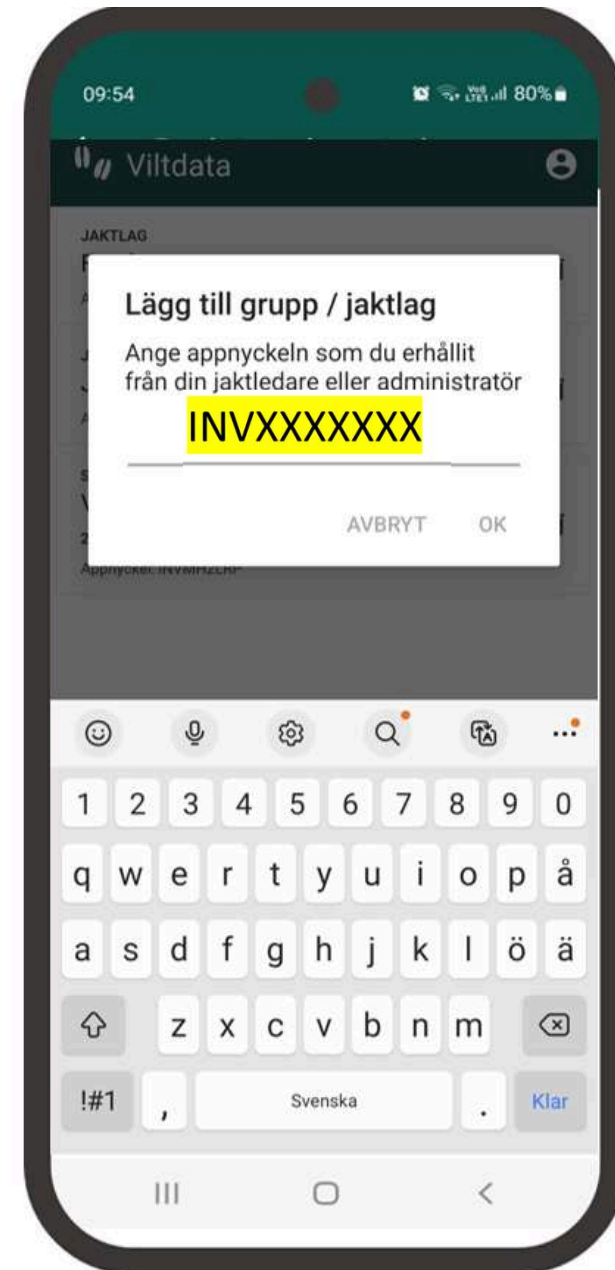 09:54
80%
Viltdata
JAKTLAG
Lägg till grupp / jaktlag
Ange appnyckeln som du erhållit
från din jaktledare eller administratör
INVXXXXXXX
AVBRYT OK
1 2 3 4 5 6 7 8 9 0
q w e r t y u i o p å
a s d f g h j k l ö ä
z x c v b n m
!#1 , Svenska . Klar